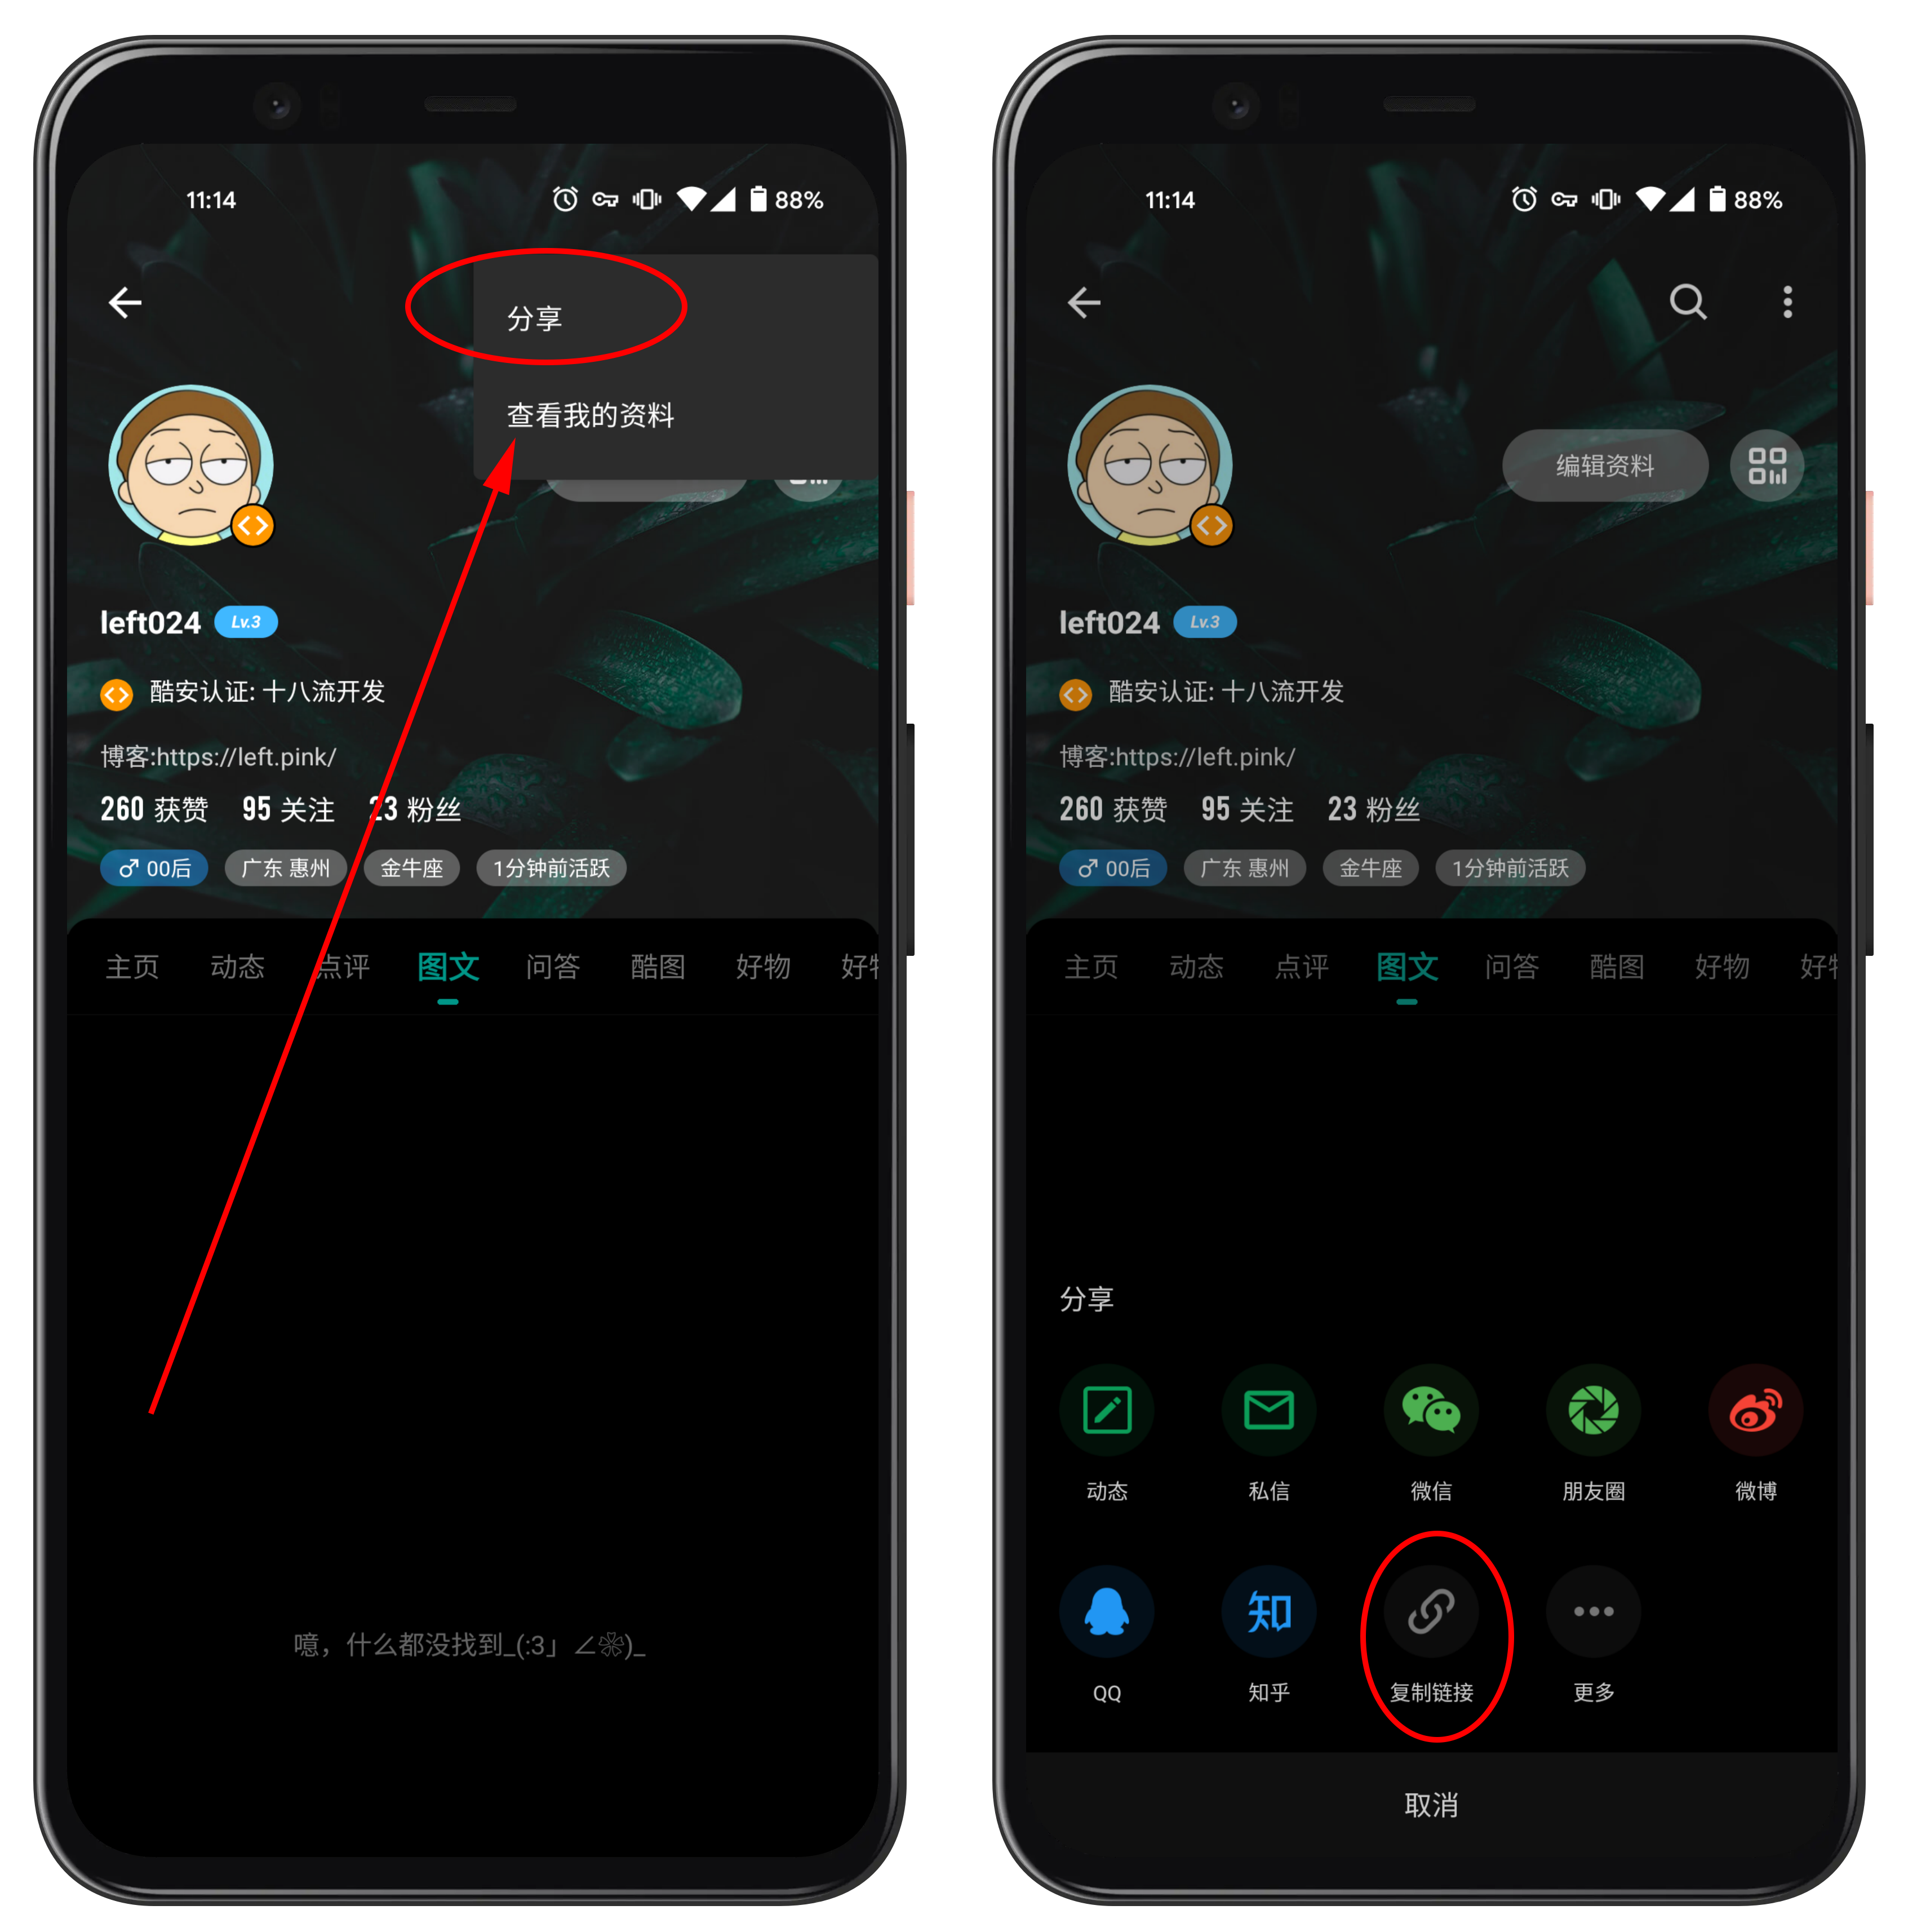 11:14
88%
分享
查看我的资料
left024 Lv.3
酷安认证: 十八流开发
博客:https://left.pink/
260 获赞 95 关注 23 粉丝
♂ 00后 广东 惠州 金牛座 1分钟前活跃
主页 动态 点评 图文 问答 酷图 好物
噫，什么都没找到_(:3」∠❀)_
11:14
88%
编辑资料
left024 Lv.3
酷安认证: 十八流开发
博客:https://left.pink/
260 获赞 95 关注 23 粉丝
♂ 00后 广东 惠州 金牛座 1分钟前活跃
主页 动态 点评 图文 问答 酷图 好物
分享
动态 私信 微信 朋友圈 微博
知
QQ 知乎 复制链接 更多
取消